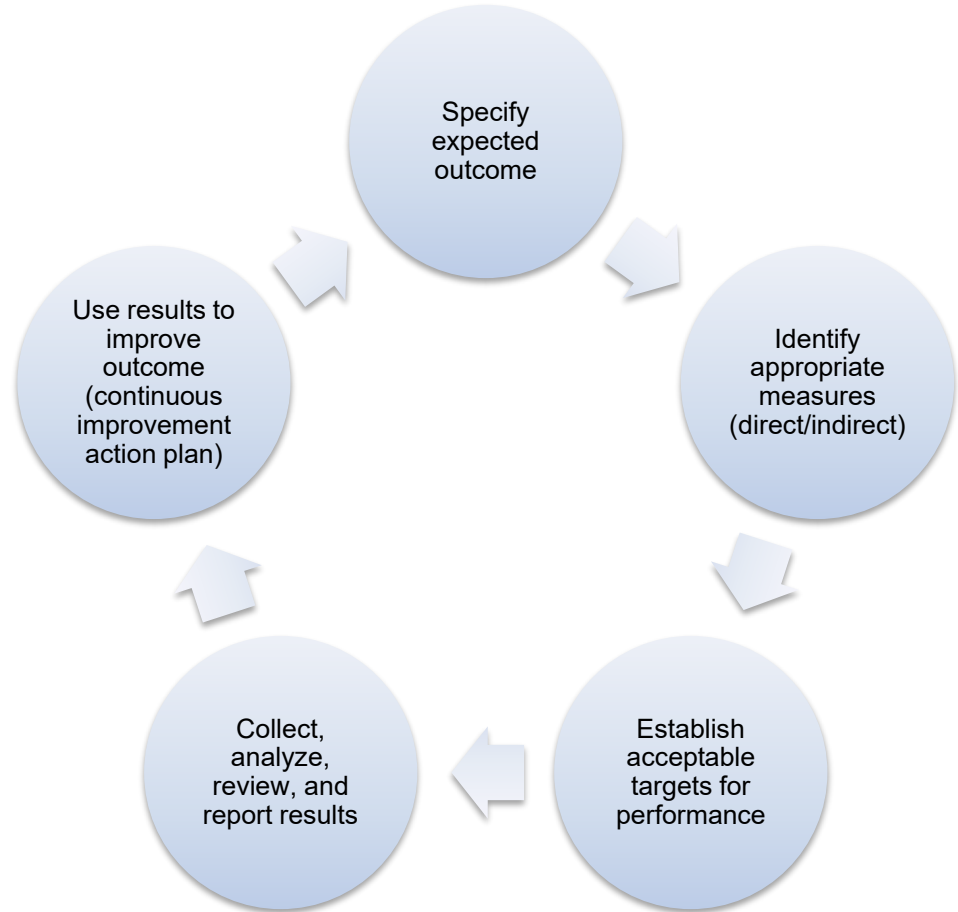 Specify
expected
outcome
Identify
appropriate
measures
(direct/indirect)
Establish
acceptable
targets for
performance
Collect,
analyze,
review, and
report results
Use results to
improve
outcome
(continuous
improvement
action plan)